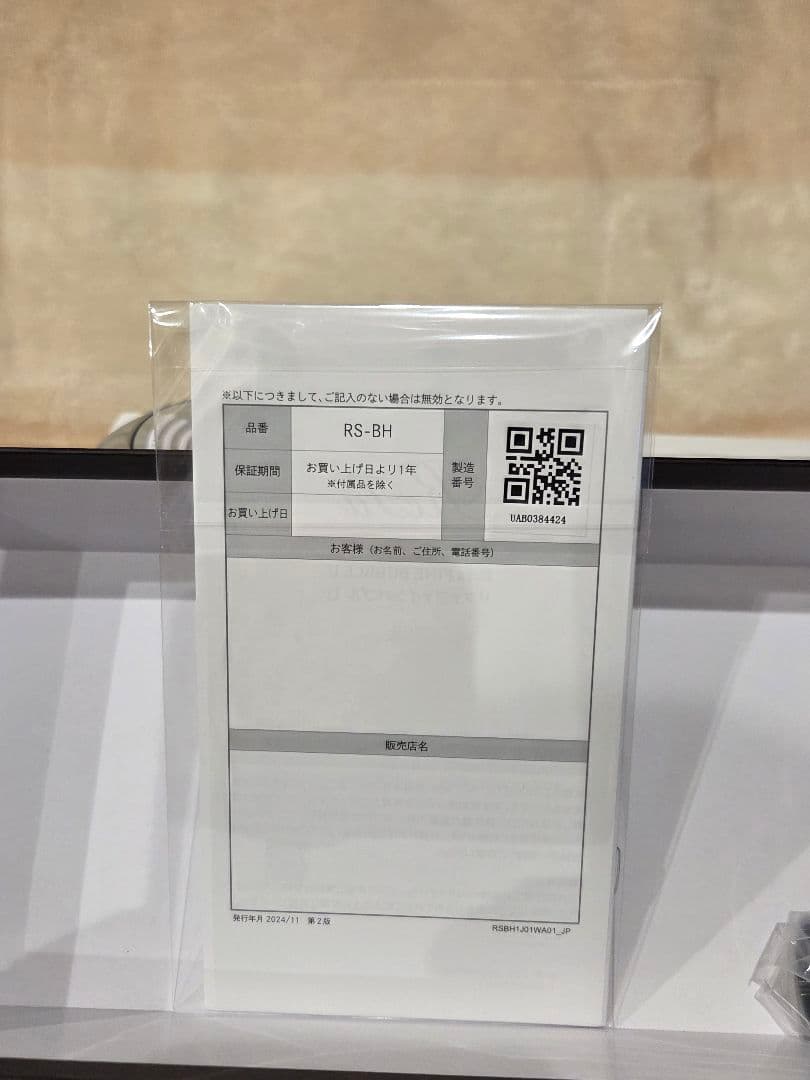 ※以下につきまして、ご記入のない場合は無効となります。
品番
RS-BH
保証期間
お買い上げ日より1年
※付属品を除く
製造
番号
UAB0384424
お買い上げ日
お客様（お名前、ご住所、電話番号）
販売店名
発行年月 2024/11 第2版
RSBH1J01WA01_JP